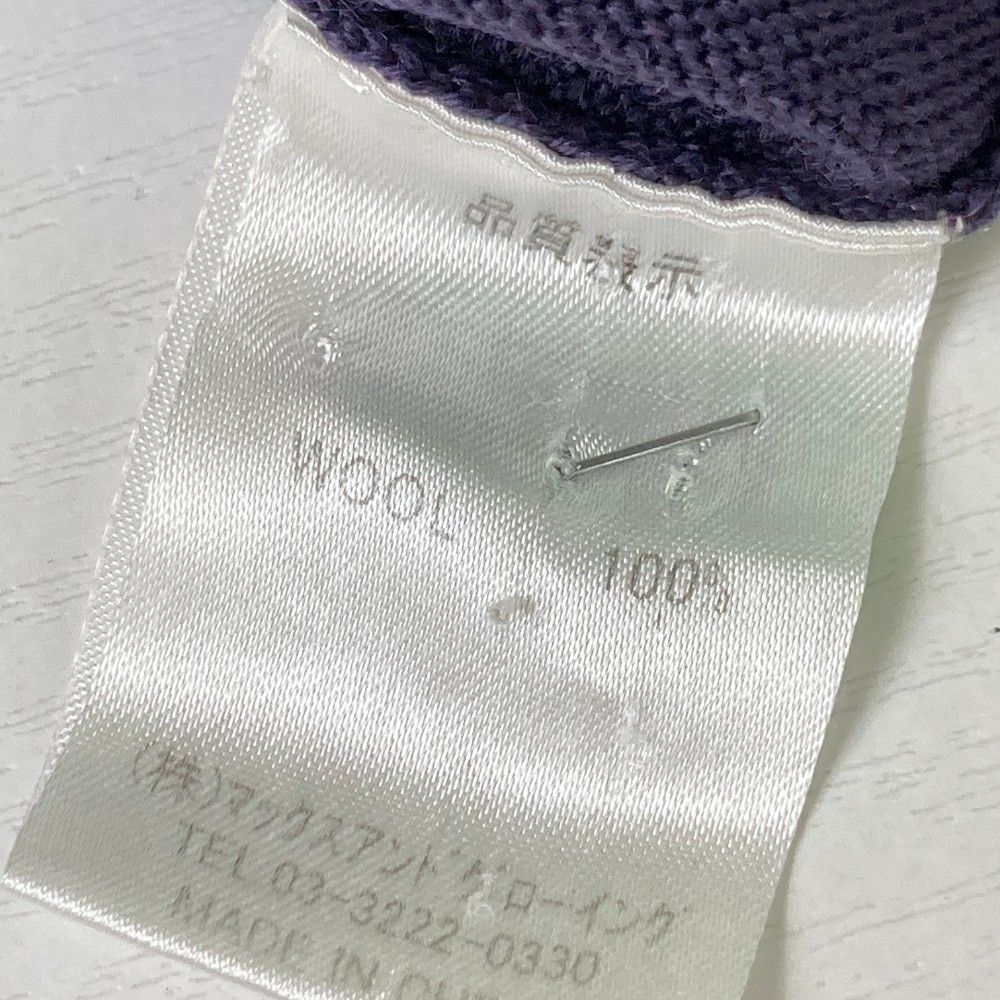 品質表示
WOOL 100%
(株)マックスアンドグローイング
TEL 03-3222-0330
MADE IN